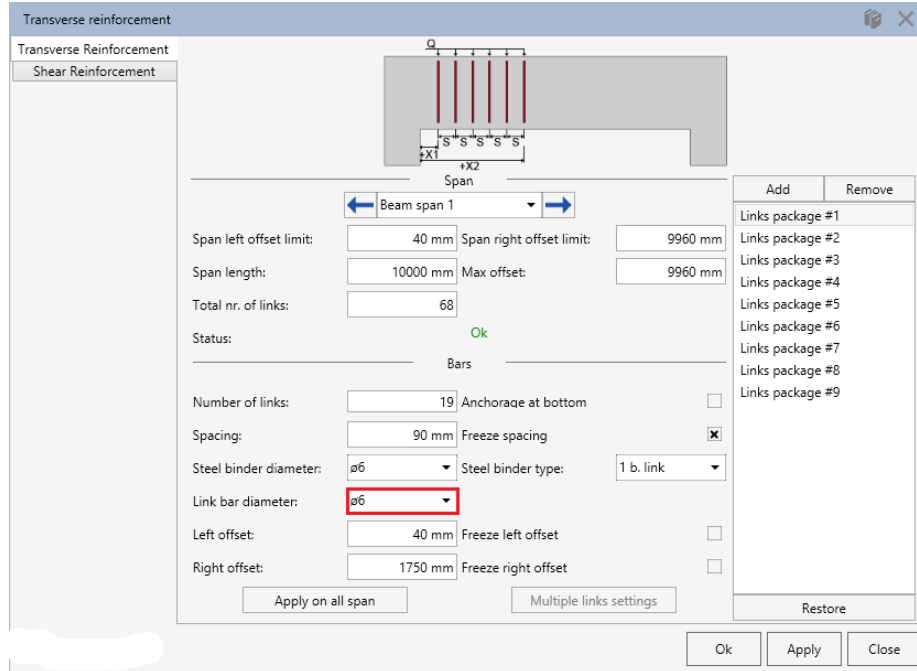 Transverse reinforcement
Transverse Reinforcement
Shear Reinforcement
Q
S S S S S
+X1
+X2
Span
Beam span 1
Span left offset limit: 40 mm Span right offset limit: 9960 mm
Span length: 10000 mm Max offset: 9960 mm
Total nr. of links: 68
Status: Ok
Bars
Number of links: 19 Anchorage at bottom
Spacing: 90 mm Freeze spacing
Steel binder diameter: ø6 Steel binder type: 1 b. link
Link bar diameter: ø6
Left offset: 40 mm Freeze left offset
Right offset: 1750 mm Freeze right offset
Apply on all span Multiple links settings
Add Remove
Links package #1
Links package #2
Links package #3
Links package #4
Links package #5
Links package #6
Links package #7
Links package #8
Links package #9
Restore
Ok Apply Close